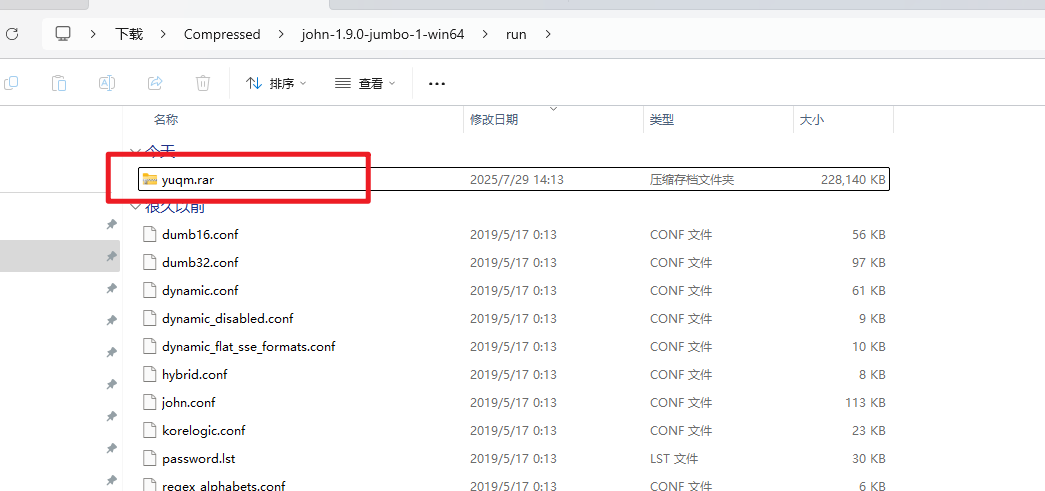 下载 > Compressed > john-1.9.0-jumbo-1-win64 > run >
排序 查看 ···
名称 修改日期 类型 大小
今天
yuqm.rar 2025/7/29 14:13 压缩存档文件夹 228,140 KB
很久以前
dumb16.conf 2019/5/17 0:13 CONF 文件 56 KB
dumb32.conf 2019/5/17 0:13 CONF 文件 97 KB
dynamic.conf 2019/5/17 0:13 CONF 文件 61 KB
dynamic_disabled.conf 2019/5/17 0:13 CONF 文件 9 KB
dynamic_flat_sse_formats.conf 2019/5/17 0:13 CONF 文件 10 KB
hybrid.conf 2019/5/17 0:13 CONF 文件 8 KB
john.conf 2019/5/17 0:13 CONF 文件 113 KB
korelogic.conf 2019/5/17 0:13 CONF 文件 23 KB
password.lst 2019/5/17 0:13 LST 文件 30 KB
regex_alphabets.conf 2019/5/17 0:13 CONF 文件 6 KB